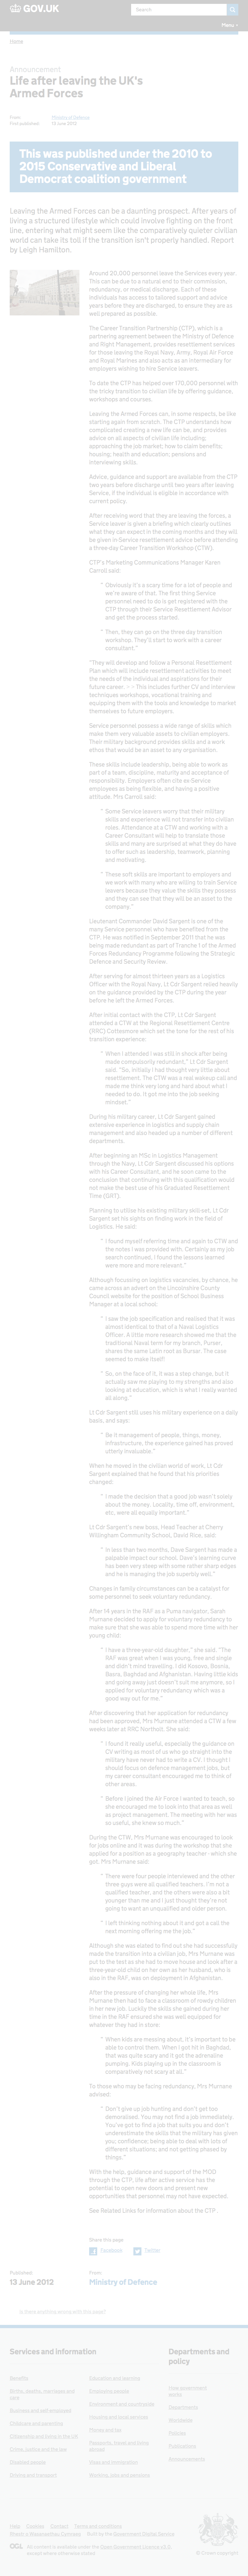 GOV.UK
Search
Menu
Home
Announcement
Life after leaving the UK's
Armed Forces
From: Ministry of Defence
First published: 13 June 2012
This was published under the 2010 to
2015 Conservative and Liberal
Democrat coalition government
Leaving the Armed Forces can be a daunting prospect. After years of
living a structured lifestyle which could involve fighting on the front
line, entering the what might seem like quieter and quietest civilian
world can take its toll if the transition isn't properly handled. Report
by Leigh Hamilton.
Around 20,000 personnel leave the Services every year.
This can be due to a natural end to their commission,
redundancy, or medical discharge. Each of these
individuals has access to tailored support and advice
years before they are discharged, to ensure they are as
well prepared as possible.
The Career Transition Partnership (CTP), which is a
partnering agreement between the Ministry of Defence
and Right Management, provides resettlement services
for those leaving the Royal Navy, Army, Royal Air Force
and Royal Marines and also acts as an intermediary for
employers wanting to hire Service leavers.
To date the CTP has helped over 170,000 personnel with
the tricky transition to civilian life by offering guidance,
workshops and courses.
Leaving the Armed Forces can, in some respects, be like
starting again from scratch. The CTP understands how
complicated creating a new life can be, and provides
advice on all aspects of civilian life including:
approaching the job market; how to claim benefits;
housing; health and education; pensions and
identifying interests.
Advice, guidance and support are available from the CTP
two years before discharge until two years after leaving
Service, if the individual is eligible in accordance with
current policy.
After receiving word that they are leaving the forces, a
Service leaver is given a briefing which clearly outlines
what they can expect in the coming months and they will
be given in-Service resettlement advice before attending
a three-day Career Transition Workshop (CTW).
CTP's Marketing Communications Manager Karen
Carroll said:
" Obviously it's a scary time for a lot of people and
we're aware of that. The first thing Service
personnel need to do is get registered with the
CTP through their Service Resettlement Advisor
and get the process started.
" Then, they can go on the three day transition
workshop. They'll start to work with a career
consultant."
"They will develop and follow a Personal Resettlement
Plan which will include resettlement activities to meet
the needs of the individual and aspirations for their
future career. This includes CV and interview
techniques workshops, enabling them to be
equipped with the knowledge and tools to market
themselves to future employers.
Service personnel possess a wide range of skills which
make them valuable assets to civilian companies.
Their military background provides skills and a work
ethic that would be an asset to any organisation.
These skills include leadership, being able to work as
part of a team, discipline, maturity and acceptance of
responsibility. Employers often cite ex Service
employees as being flexible, and having a positive
attitude. Mrs Carroll said:
" Some Service leavers worry that their military
skills and experience will not transfer into civilian
roles. Attendance at a CTW and working with a
Career Consultant will help them to understand
what they are skilled at and more so what they do have
to offer such as leadership, teamwork, planning
and motivating.
" These soft skills are important to employers and
we work with many who are willing to train Service
leavers because they value the skills they possess
and they can see they will be an asset to the
company."
Lieutenant Commander David Sargent is one of the
many Service personnel who have benefited from the
CTP. He was notified in September 2011 that he was
being made redundant as part of Tranche 1 of the Armed
Forces Redundancy Programme following the Strategic
Defence and Security Review.
After serving for almost thirteen years as a Logistics
Officer with the Royal Navy, Lt Cdr Sargent relied heavily
on the guidance provided by the CTP during the year
before he left the Armed Forces.
After initial contact with the CTP, Lt Cdr Sargent
attended a CTW at the Regional Resettlement Centre
(RRC) Cottesmore which set the tone for the rest of his
transition experience:
" When I attended I was still in shock after being
made compulsorily redundant," Lt Cdr Sargent
said. "So, initially I had thought very little about
redundancy. The CTW was a real wakeup call and
made me think very hard about where and what I
needed to do. It got me into the job seeking
mindset."
During his military career, Lt Cdr Sargent gained
extensive experience in logistics and supply chain
management and also headed up a number of different
departments.
After beginning an MSc in Logistics Management
through the Navy, Lt Cdr Sargent discussed his options
with his Career Consultant, and he soon came to the
conclusion that continuing with this qualification would
not make the best use of his Graduated Resettlement
Time (GRT).
Planning to utilise his existing military skill-set, Lt Cdr
Sargent set his sights on finding work in the field of
Logistics. He said:
" I found myself referring time and again to CTW and
the notes I was provided with. Certainly as my job
search continued, I found the lessons learned
were more and more relevant."
Although focusing on logistics vacancies, by chance, he
came across an advert on the Lincolnshire County
Council website for the position of School Business
Manager at a local school:
" I saw the job specification and realised that it was
almost identical to that of a Naval Logistics
Officer. A little more research showed me that the
traditional Naval term for my branch, Purser,
shares the same Latin root as Bursar. The case
seemed to make itself!
" So, on the face of it, it was a step change, but it
actually saw me playing to my strengths and also
looking at education, which is what I really wanted
all along."
Lt Cdr Sargent still uses his military experience on a daily
basis, and says:
" Be it management of people, things, money,
infrastructure, the experience gained has proved
utterly invaluable."
When he moved in the civilian world of work, Lt Cdr
Sargent explained that he found that his priorities
changed:
" I made the decision that a good job wasn't solely
about the money. Locality, time off, environment,
etc, were all equally important."
Lt Cdr Sargent's new boss, Head Teacher at Cherry
Willingham Community School, David Rice, said:
" In less than two months, Dave Sargent has made a
palpable impact our school. Dave's learning curve
has been very steep with some rather sharp edges
and he is managing the job superbly well."
Changes in family circumstances can be a catalyst for
some personnel to seek voluntary redundancy.
After 14 years in the RAF as a Puma navigator, Sarah
Murnane decided to apply for voluntary redundancy to
make sure that she was able to spend more time with her
young child:
" I have a three-year-old daughter," she said. "The
RAF was great when I was young, free and single
and didn't mind travelling. I did Kosovo, Bosnia,
Basra, Baghdad and Afghanistan. Having little kids
and going away just doesn't suit me anymore, so I
thought voluntary redundancy which was a
good way out for me."
After discovering that her application for redundancy
had been approved, Mrs Murnane attended a CTW a few
weeks later at RRC Northolt. She said:
" I found it really useful, especially the guidance on
CV writing as most of us who go straight into the
military have never had to write a CV. I thought I
should focus on defence management jobs, but
my career consultant encouraged me to think of
other areas.
" Before I joined the Air Force I wanted to teach, so
she encouraged me to look into that area as well
as project management. The meeting with her was
so useful, she knew so much."
During the CTW, Mrs Murnane was encouraged to look
for jobs online and it was during the workshop that she
applied for a position as a geography teacher - which she
got. Mrs Murnane said:
" There were four people interviewed and the other
three guys were all qualified teachers. I'm not a
qualified teacher, and the others were also a bit
younger than me and I was just thinking they're not
going to want an unqualified and older person.
" I left thinking nothing about it and got a call the
next morning offering me the job."
Although she was elated to find out she had successfully
made the transition into a civilian job, Mrs Murnane was
put to the test as she had to move house and look after a
three-year-old child on her own as her husband, who is
also in the RAF, was on deployment in Afghanistan.
After the pressure of changing her whole life, Mrs
Murnane then had to face a classroom of rowdy children
in her new job. Luckily the skills she gained during her
time in the RAF ensured she was well equipped for
whatever they had in store:
" When kids are messing about, it's important to be
able to control them. When I got hit in Baghdad,
that was quite scary and it got the adrenaline
pumping. Kids playing up in the classroom is
comparatively not scary at all."
To those who may be facing redundancy, Mrs Murnane
advised:
" Don't give up job hunting and don't get too
demoralised. You may not find a job immediately.
You've got to find the job that suits you and don't
underestimate the skills that the military has given
you: your confidence; being able to deal with lots of
different situations; and not getting phased by
things."
With the help, guidance and support of the MOD
through the CTP, life after active service has the
potential to open doors, develop existing skills and
encourage personnel to discover new ones.
See Related Links for information about the CTP.
Share this page
Facebook
Twitter
Published:
13 June 2012
From:
Ministry of Defence
Is there anything wrong with this page?
Services and information
Benefits
Births, deaths, marriages and
care
Business and self-employed
Childcare and parenting
Citizenship and living in the UK
Crime, justice and the law
Disabled people
Driving and transport
Education and learning
Employing people
Environment and countryside
Housing and local services
Money and tax
Passports, travel and living
abroad
Visas and immigration
Working, jobs and pensions
Departments and
policy
How government
works
Departments
Worldwide
Policies
Publications
Announcements
Help Cookies Contact Terms and conditions
Rhestr o Wasanaethau Cymraeg Built by the Government Digital Service
OGL All content is available under the Open Government Licence v3.0,
except where otherwise stated
© Crown copyright